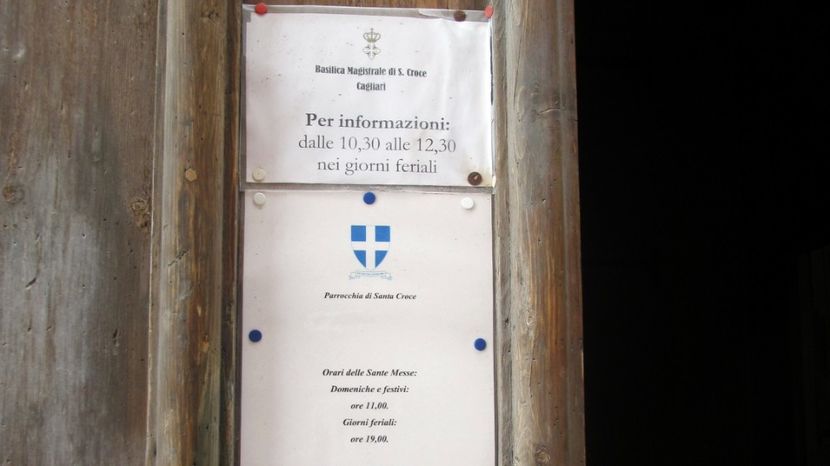 Basilica Magistrale di S. Croce
Cagliari
Per informazioni:
dalle 10,30 alle 12,30
nei giorni feriali
Parrocchia di Santa Croce
Orari delle Sante Messe:
Domeniche e festivi:
ore 11,00.
Giorni feriali:
ore 19,00.